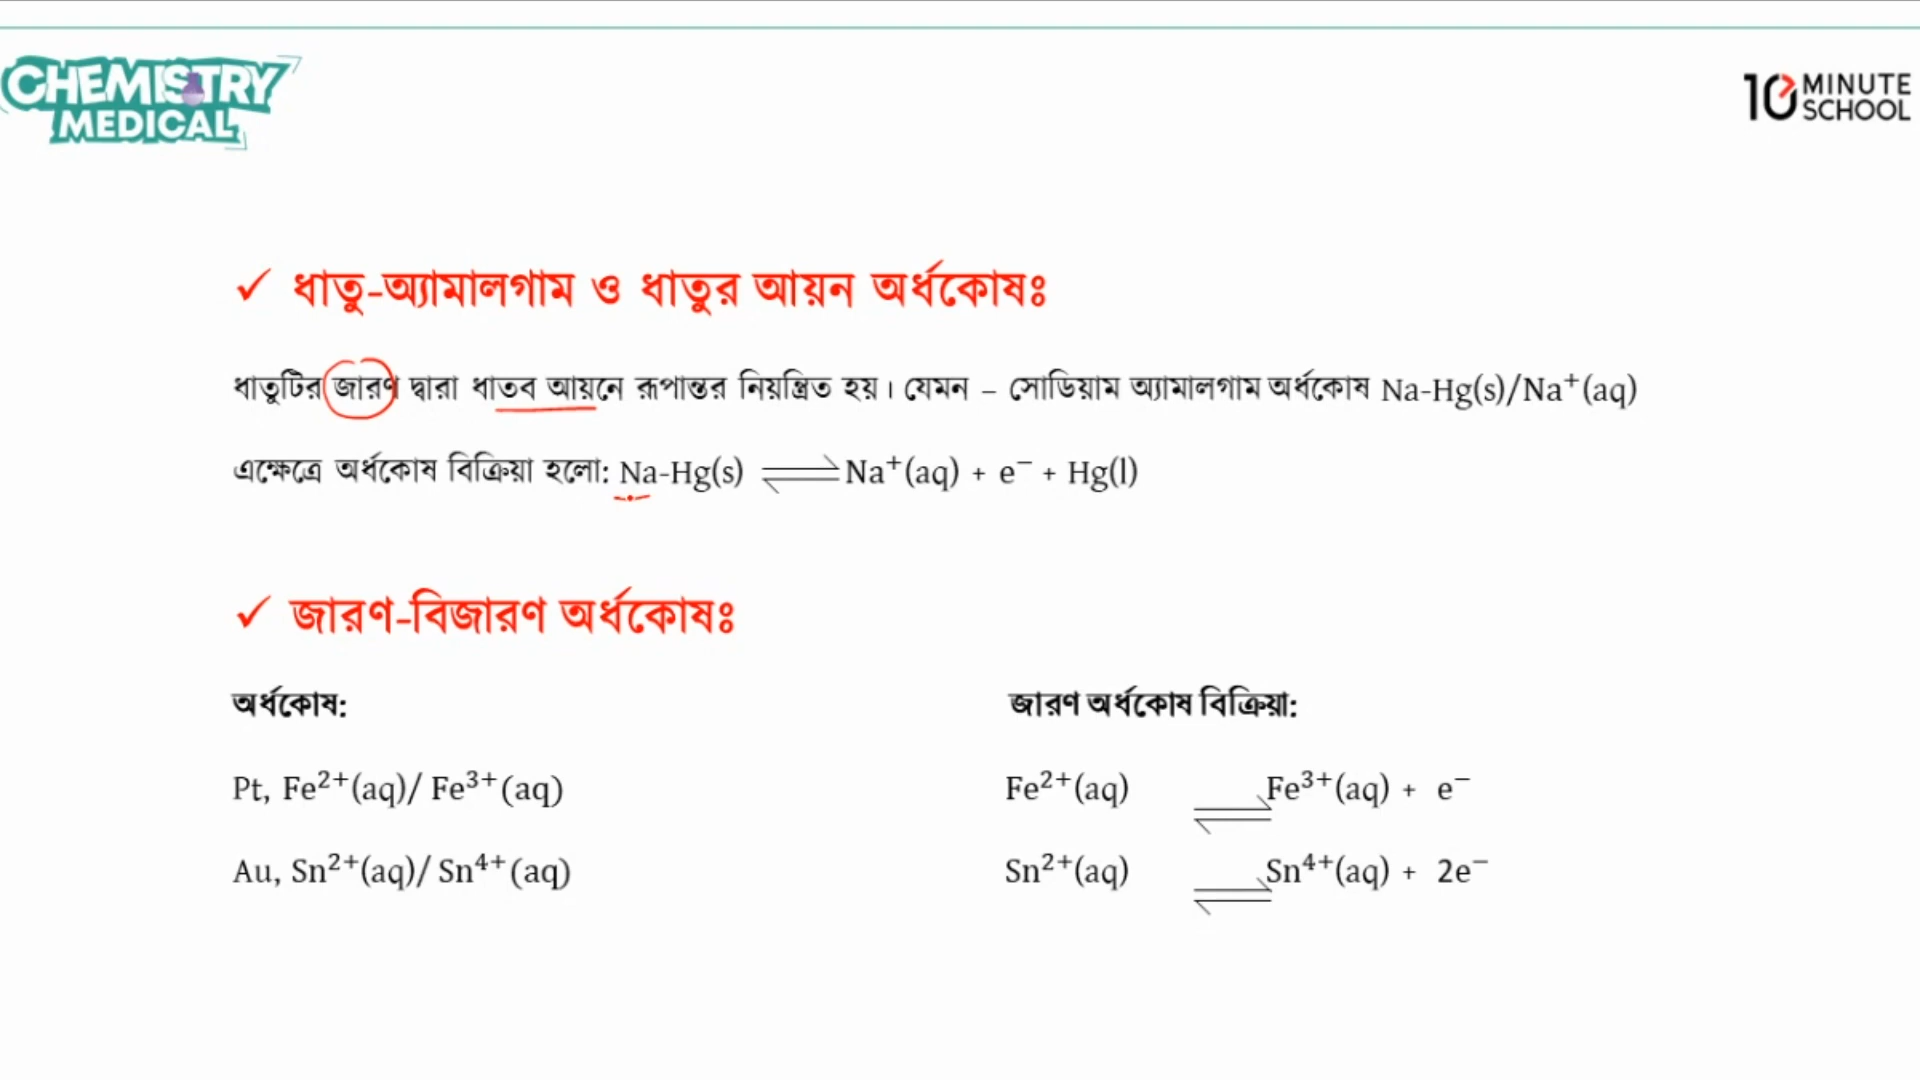 CHEMISTRY
MEDICAL
10 MINUTE
SCHOOL
✓ ধাতু-অ্যামালগাম ও ধাতুর আয়ন অর্ধকোষঃ
ধাতুটির জারণ দ্বারা ধাতব আয়নে রূপান্তর নিয়ন্ত্রিত হয়। যেমন – সোডিয়াম অ্যামালগাম অর্ধকোষ Na-Hg(s)/Na⁺(aq)
এক্ষেত্রে অর্ধকোষ বিক্রিয়া হলো: Na-Hg(s) ⇌ Na⁺(aq) + e⁻ + Hg(l)
✓ জারণ-বিজারণ অর্ধকোষঃ
অর্ধকোষ: জারণ অর্ধকোষ বিক্রিয়া:
Pt, Fe²⁺(aq)/ Fe³⁺(aq) Fe²⁺(aq) ⇌ Fe³⁺(aq) + e⁻
Au, Sn²⁺(aq)/ Sn⁴⁺(aq) Sn²⁺(aq) ⇌ Sn⁴⁺(aq) + 2e⁻